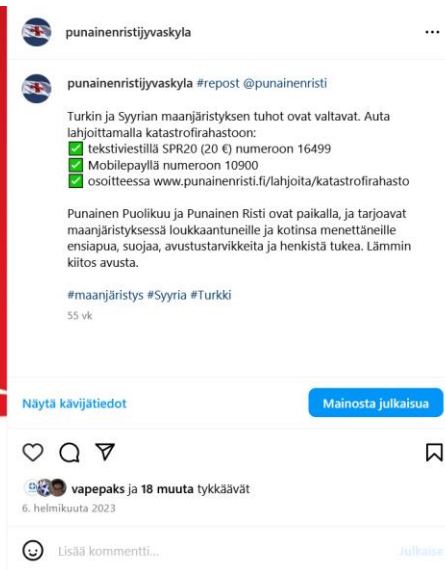 punainenristijyvaskyla
punainenristijyvaskyla #repost @punainenristi
Turkin ja Syyrian maanjäristyksen tuhot ovat valtavat. Auta
lahjoittamalla katastrofirahastoon:
✅ tekstiviestillä SPR20 (20 €) numeroon 16499
✅ Mobilepayllä numeroon 10900
✅ osoitteessa www.punainenristi.fi/lahjoita/katastrofirahasto
Punainen Puolikuu ja Punainen Risti ovat paikalla, ja tarjoavat
maanjäristyksessä loukkaantuneille ja kotinsa menettäneille
ensiapua, suojaa, avustustarvikkeita ja henkistä tukea. Lämmin
kiitos avusta.
#maanjäristys #Syyria #Turkki
55 vk
Näytä kävijätiedot
Mainosta julkaisua
vapepaks ja 18 muuta tykkäävät
6. helmikuuta 2023
Lisää kommentti...
Julkaise